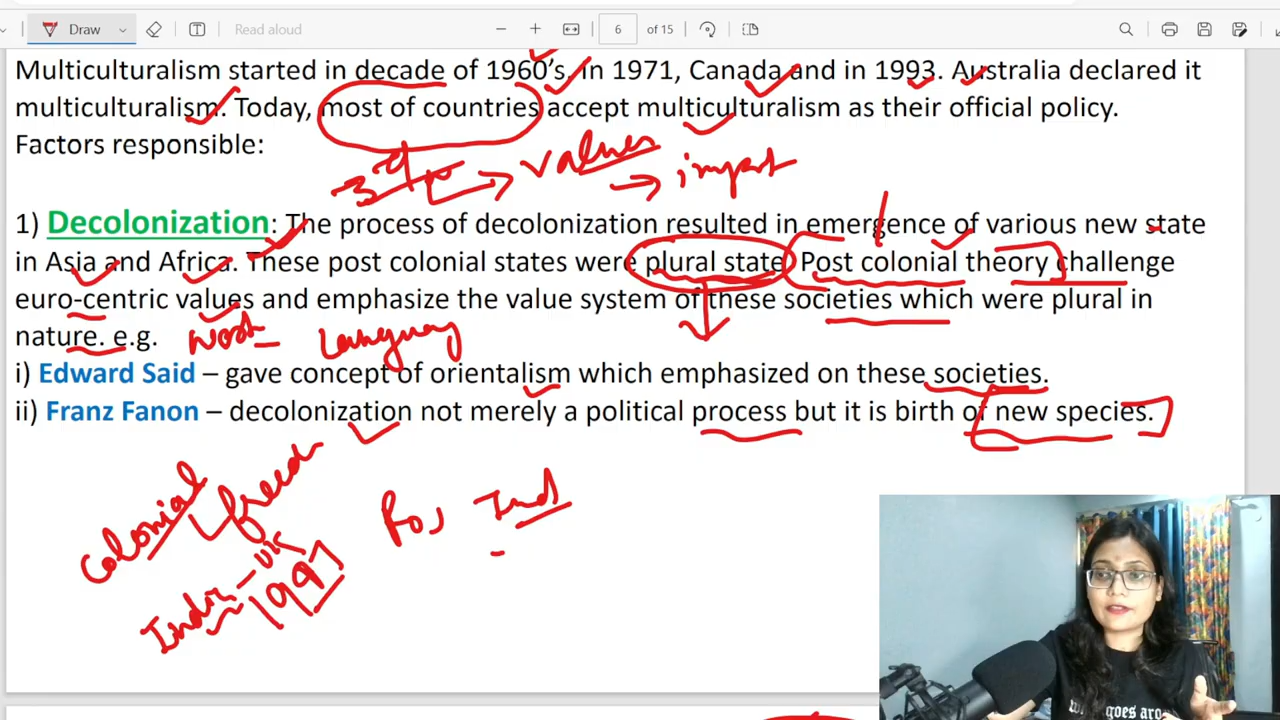 Draw
Read aloud
6 of 15
Multiculturalism started in decade of 1960's. In 1971, Canada and in 1993. Australia declared it
multiculturalism. Today, most of countries accept multiculturalism as their official policy.
Factors responsible:
values
impact
1) Decolonization: The process of decolonization resulted in emergence of various new state
in Asia and Africa. These post colonial states were plural state. Post colonial theory challenge
euro-centric values and emphasize the value system of these societies which were plural in
nature. e.g.
language
i) Edward Said – gave concept of orientalism which emphasized on these societies.
ii) Franz Fanon – decolonization not merely a political process but it is birth of new species.
Colonial
Ind